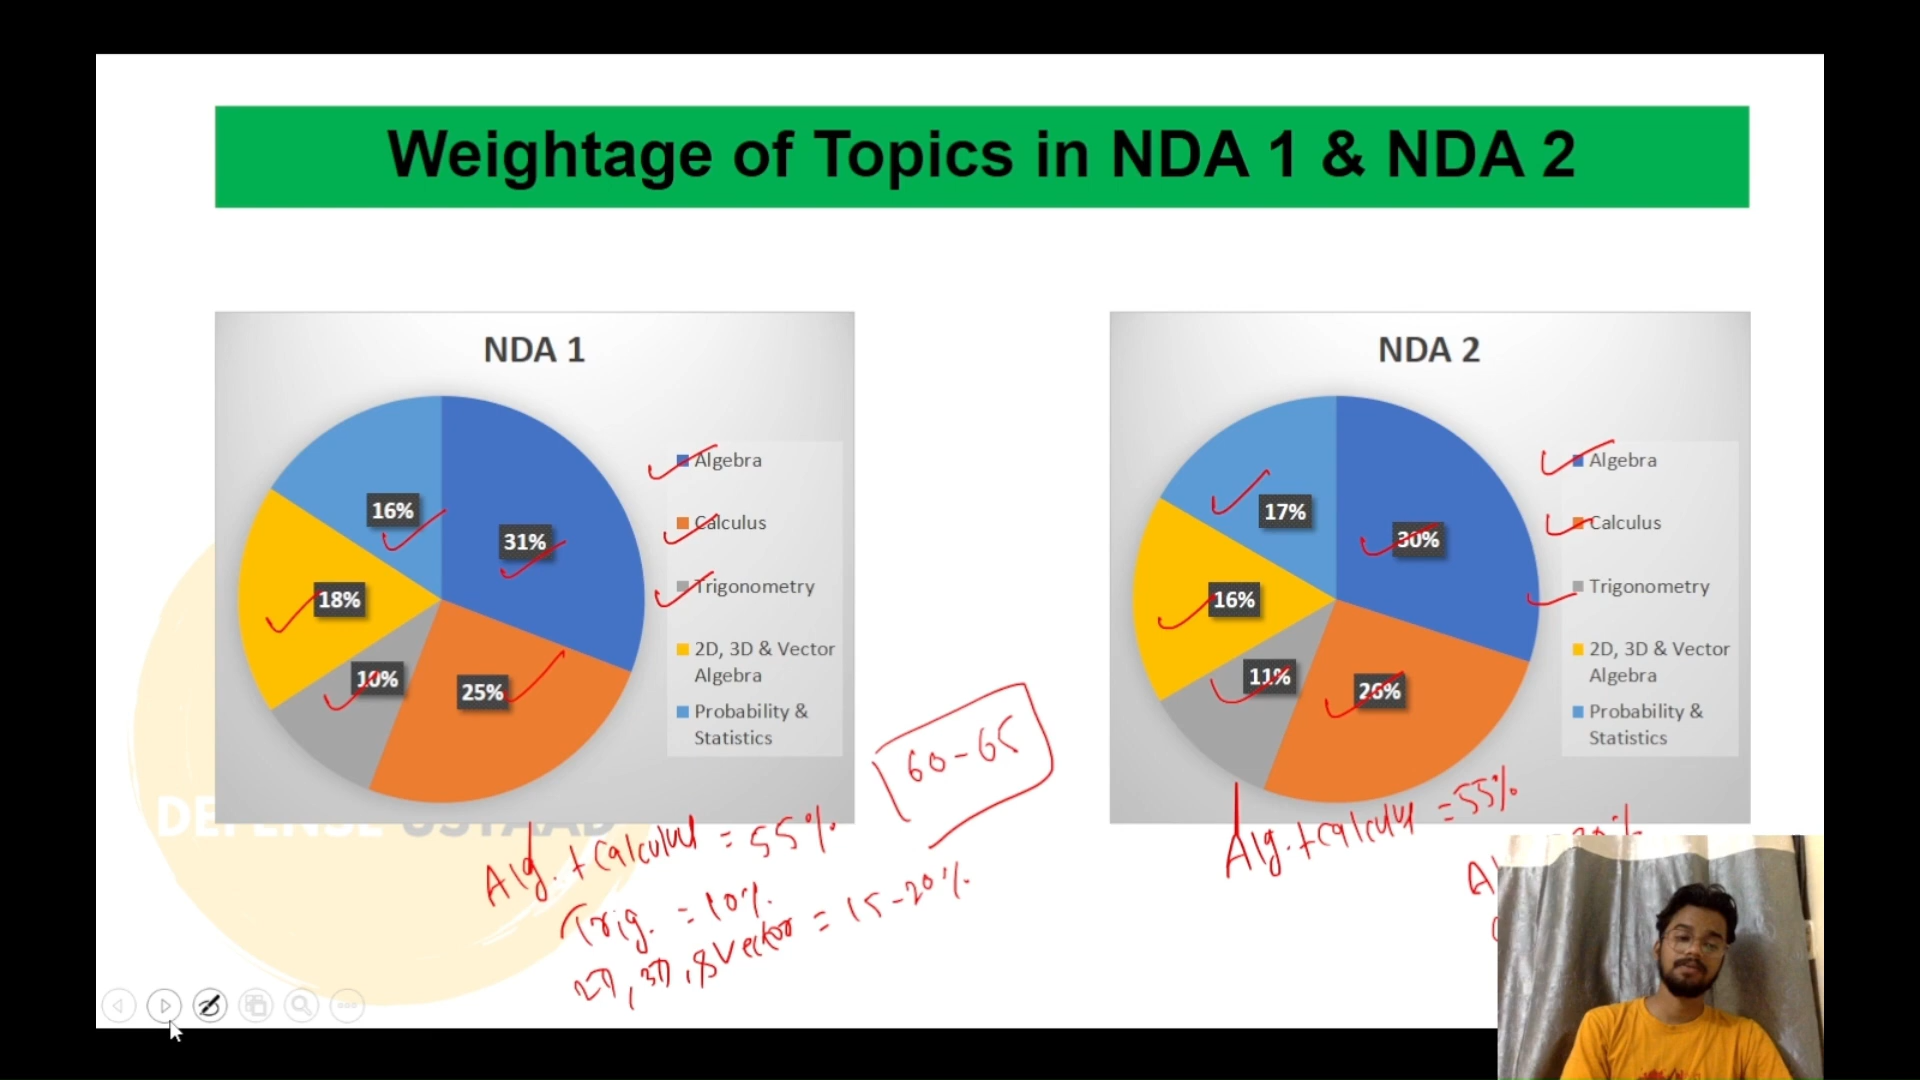 Weightage of Topics in NDA 1 & NDA 2
NDA 1
16%
31%
18%
10%
25%
Algebra
Calculus
Trigonometry
2D, 3D & Vector
Algebra
Probability &
Statistics
NDA 2
17%
30%
16%
11%
26%
Algebra
Calculus
Trigonometry
2D, 3D & Vector
Algebra
Probability &
Statistics
60-65
Alg. + Calculus = 55%
Trig. = 10%
2D, 3D, & Vector = 15-20%
Alg. + Calculus = 55%